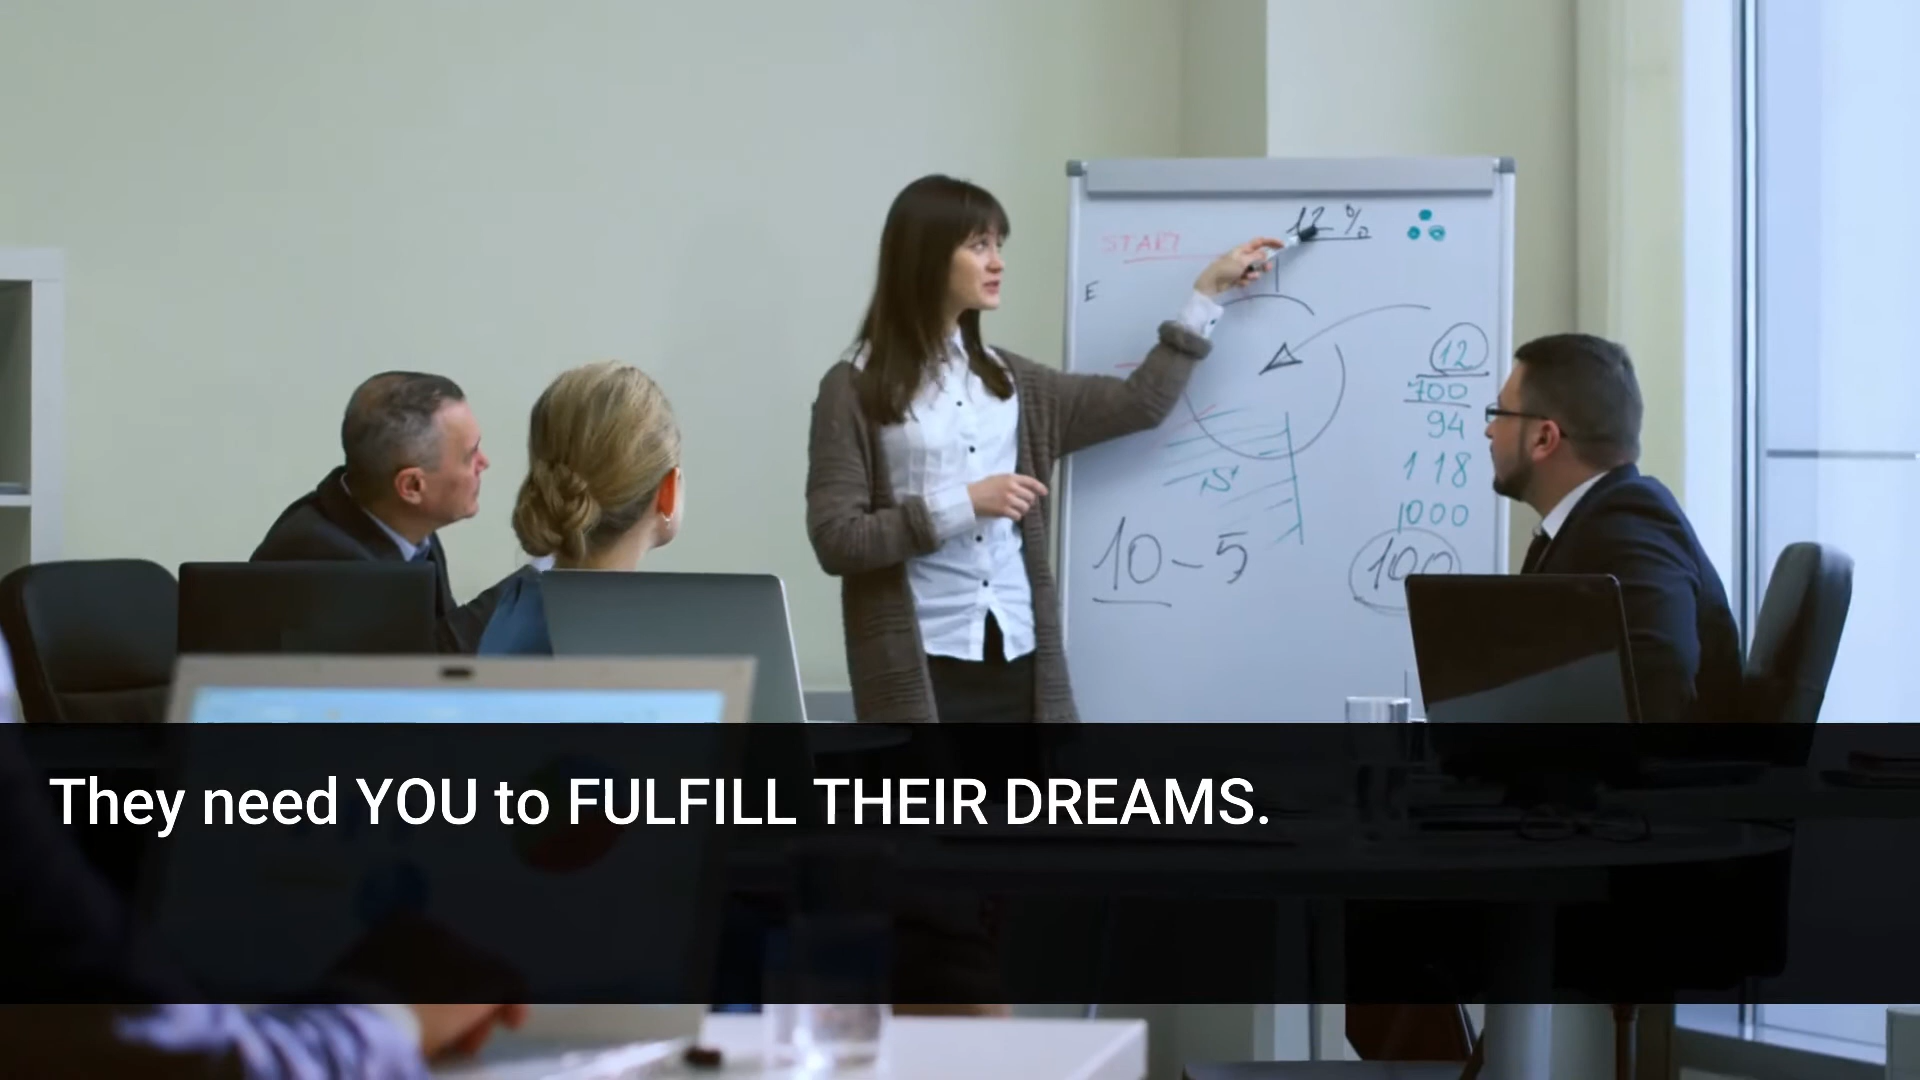 START
12%
E
12
700
94
118
1000
10-5
100
They need YOU to FULFILL THEIR DREAMS.